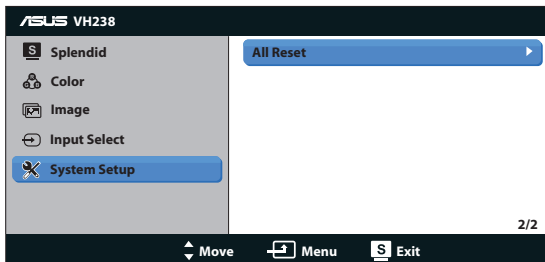 ASUS VH238
S Splendid
Color
Image
Input Select
System Setup
All Reset
2/2
Move Menu S Exit